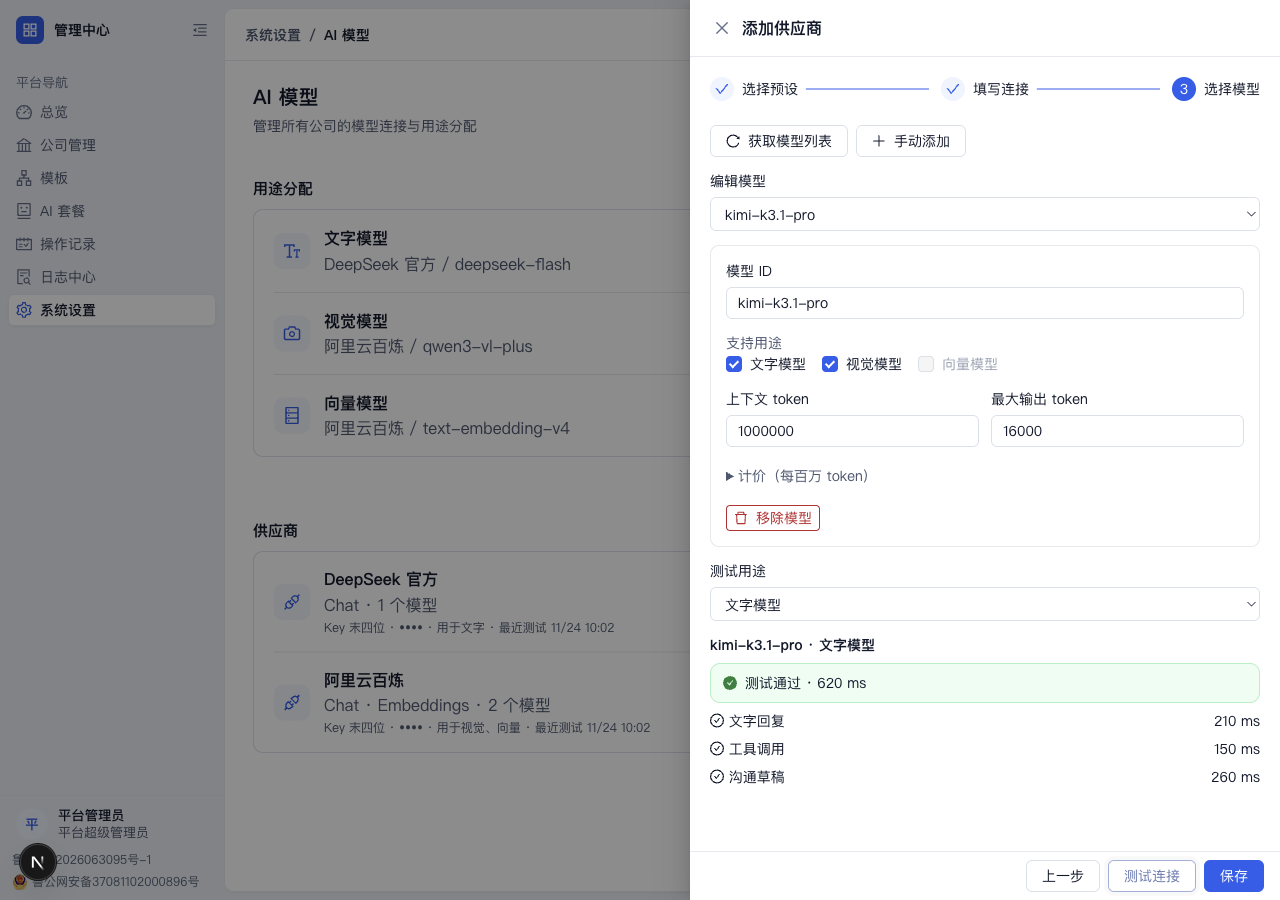 管理中心
平台导航
总览
公司管理
模板
AI 套餐
操作记录
日志中心
系统设置
平台管理员
平台超级管理员
2026063095号-1
鲁公网安备37081102000896号
系统设置 / AI 模型
AI 模型
管理所有公司的模型连接与用途分配
用途分配
文字模型
DeepSeek 官方 / deepseek-flash
视觉模型
阿里云百炼 / qwen3-vl-plus
向量模型
阿里云百炼 / text-embedding-v4
供应商
DeepSeek 官方
Chat · 1 个模型
Key 末四位 · •••• · 用于文字 · 最近测试 11/24 10:02
阿里云百炼
Chat · Embeddings · 2 个模型
Key 末四位 · •••• · 用于视觉、向量 · 最近测试 11/24 10:02
添加供应商
选择预设
填写连接
3 选择模型
获取模型列表
手动添加
编辑模型
kimi-k3.1-pro
模型 ID
kimi-k3.1-pro
支持用途
文字模型 视觉模型 向量模型
上下文 token 最大输出 token
1000000 16000
计价（每百万 token）
移除模型
测试用途
文字模型
kimi-k3.1-pro · 文字模型
测试通过 · 620 ms
文字回复 210 ms
工具调用 150 ms
沟通草稿 260 ms
上一步 测试连接 保存
平
N